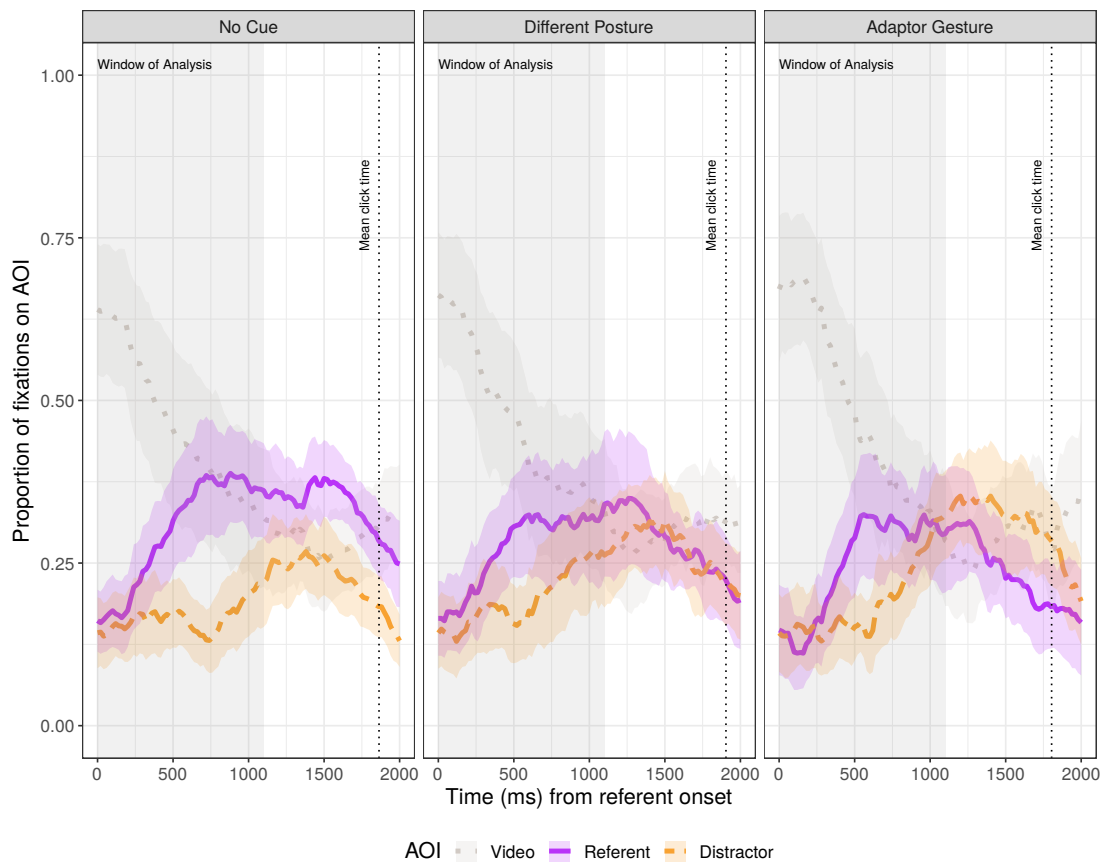 No Cue Different Posture Adaptor Gesture
Window of Analysis Window of Analysis Window of Analysis
Mean click time Mean click time Mean click time
Proportion of fixations on AOI
1.00
0.75
0.50
0.25
0.00
0 500 1000 1500 2000 0 500 1000 1500 2000 0 500 1000 1500 2000
Time (ms) from referent onset
AOI Video Referent Distractor